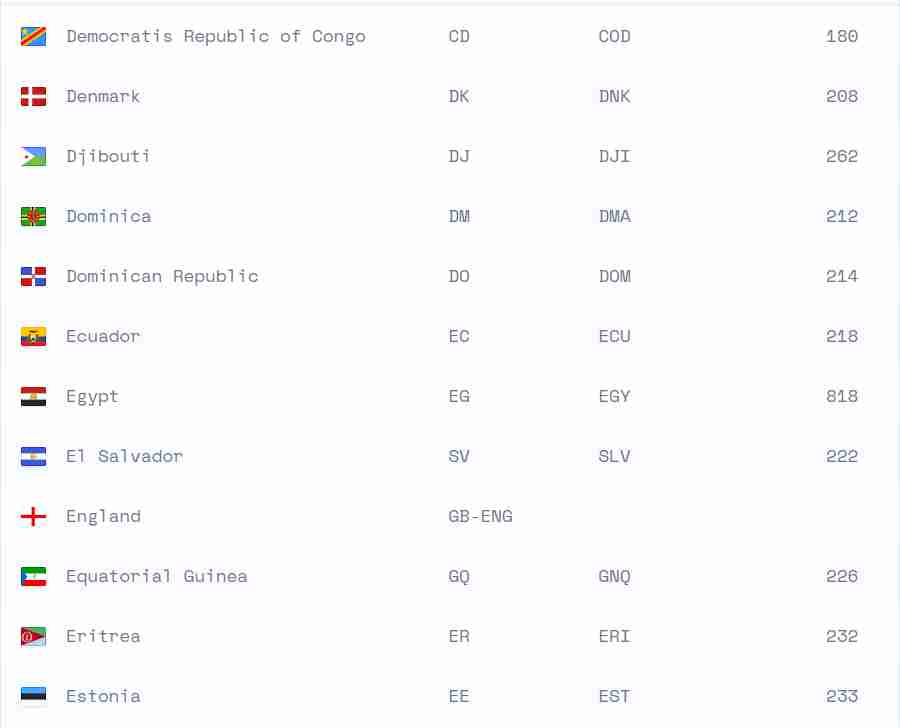 Democratis Republic of Congo CD COD 180
Denmark DK DNK 208
Djibouti DJ DJI 262
Dominica DM DMA 212
Dominican Republic DO DOM 214
Ecuador EC ECU 218
Egypt EG EGY 818
El Salvador SV SLV 222
England GB-ENG
Equatorial Guinea GQ GNQ 226
Eritrea ER ERI 232
Estonia EE EST 233